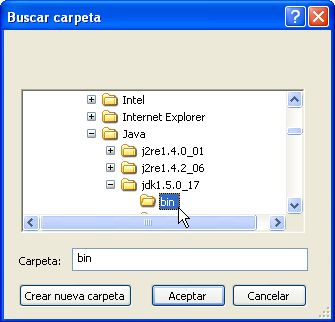 Buscar carpeta
Intel
Internet Explorer
Java
j2re1.4.0_01
j2re1.4.2_06
jdk1.5.0_17
bin
Carpeta: bin
Crear nueva carpeta Aceptar Cancelar